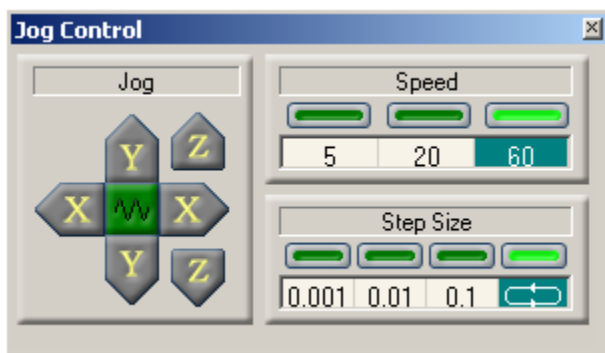 Jog Control
Jog
Y
Z
X
X
Y
Z
Speed
5 20 60
Step Size
0.001 0.01 0.1